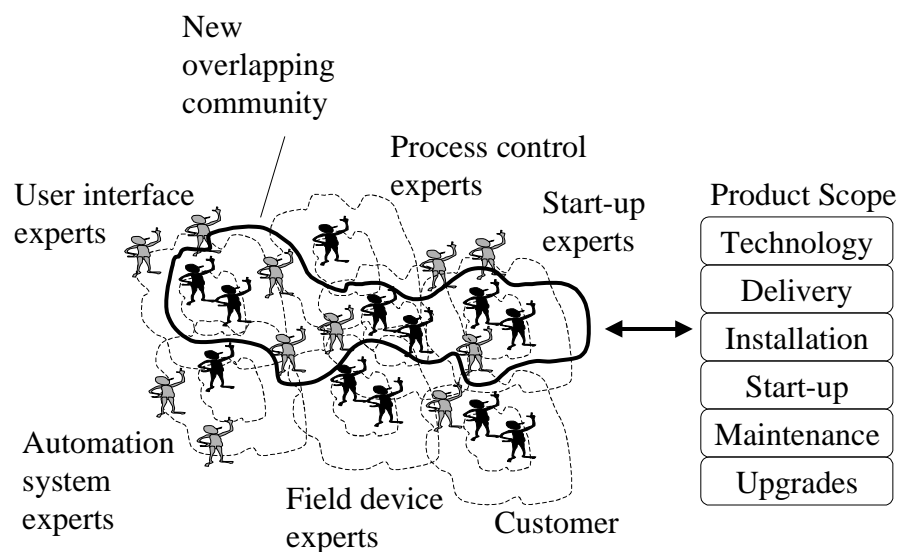 New
overlapping
community
Process control
experts
User interface
experts
Start-up
experts
Product Scope
Technology
Delivery
Installation
Start-up
Maintenance
Upgrades
Automation
system
experts
Field device
experts
Customer